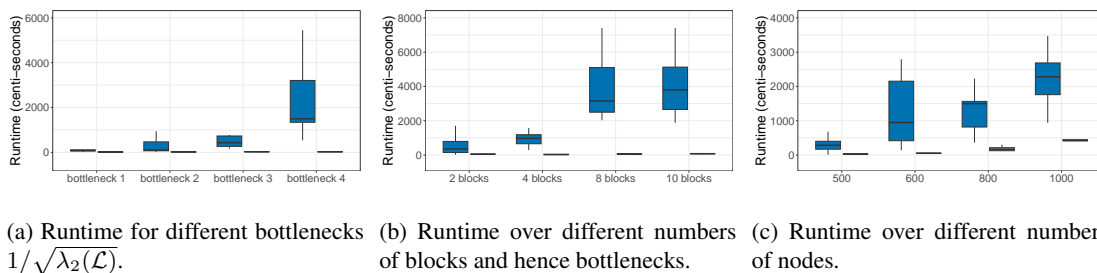 Runtime (centi-seconds)
6000
4000
2000
0
bottleneck 1 bottleneck 2 bottleneck 3 bottleneck 4
(a) Runtime for different bottlenecks
1/√λ₂(ℒ).
Runtime (centi-seconds)
8000
6000
4000
2000
0
2 blocks 4 blocks 8 blocks 10 blocks
(b) Runtime over different numbers
of blocks and hence bottlenecks.
Runtime (centi-seconds)
4000
3000
2000
1000
0
500 600 800 1000
(c) Runtime over different number
of nodes.